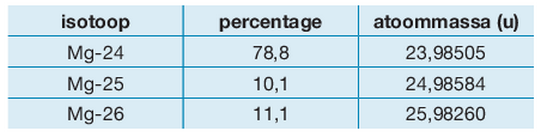 isotoop percentage atoommassa (u)
Mg-24 78,8 23,98505
Mg-25 10,1 24,98584
Mg-26 11,1 25,98260